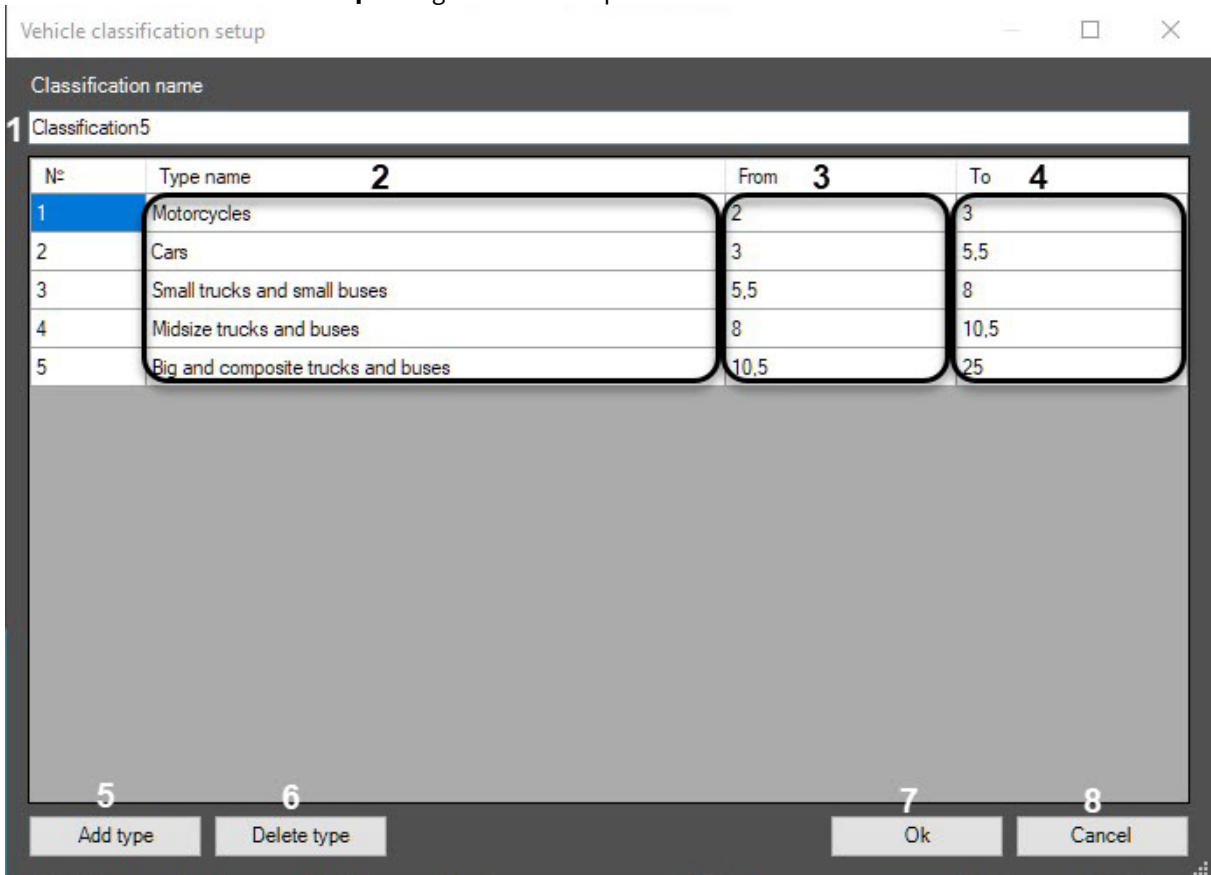 Vehicle classification setup
Classification name
1 Classification5
№ Type name 2 From 3 To 4
1 Motorcycles 2 3
2 Cars 3 5,5
3 Small trucks and small buses 5,5 8
4 Midsize trucks and buses 8 10,5
5 Big and composite trucks and buses 10,5 25
5 6 7 8
Add type Delete type Ok Cancel